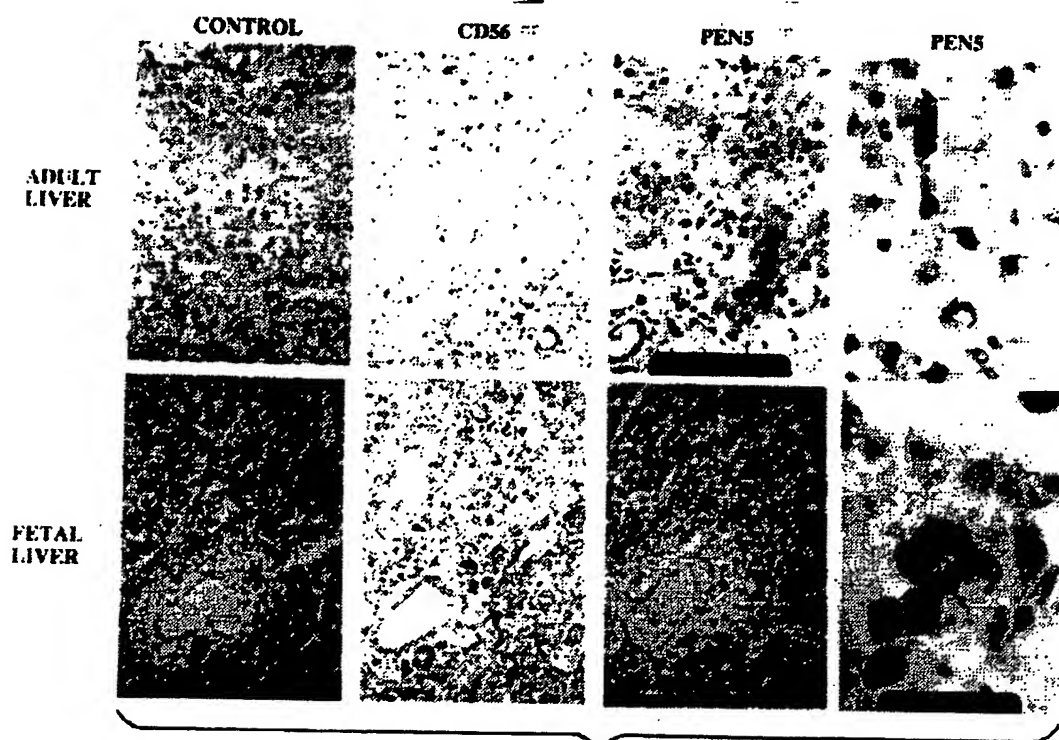 CONTROL
CD56
PEN5
PEN5
ADULT
LIVER
FETAL
LIVER